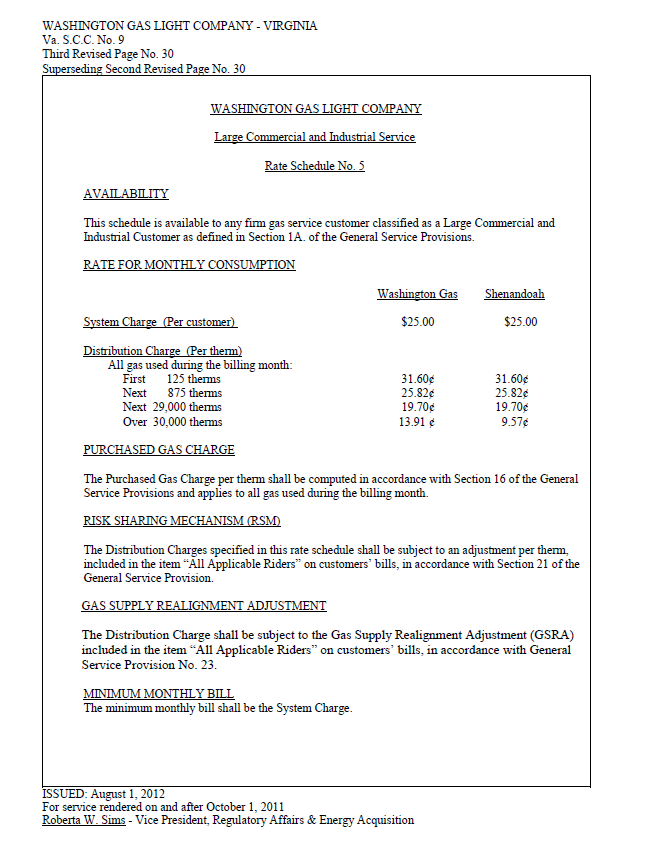 WASHINGTON GAS LIGHT COMPANY - VIRGINIA
Va. S.C.C. No. 9
Third Revised Page No. 30
Superseding Second Revised Page No. 30
WASHINGTON GAS LIGHT COMPANY
Large Commercial and Industrial Service
Rate Schedule No. 5
AVAILABILITY
This schedule is available to any firm gas service customer classified as a Large Commercial and
Industrial Customer as defined in Section 1A. of the General Service Provisions.
RATE FOR MONTHLY CONSUMPTION
Washington Gas Shenandoah
System Charge (Per customer) $25.00 $25.00
Distribution Charge (Per therm)
All gas used during the billing month:
First 125 therms 31.60¢ 31.60¢
Next 875 therms 25.82¢ 25.82¢
Next 29,000 therms 19.70¢ 19.70¢
Over 30,000 therms 13.91 ¢ 9.57¢
PURCHASED GAS CHARGE
The Purchased Gas Charge per therm shall be computed in accordance with Section 16 of the General
Service Provisions and applies to all gas used during the billing month.
RISK SHARING MECHANISM (RSM)
The Distribution Charges specified in this rate schedule shall be subject to an adjustment per therm,
included in the item “All Applicable Riders” on customers’ bills, in accordance with Section 21 of the
General Service Provision.
GAS SUPPLY REALIGNMENT ADJUSTMENT
The Distribution Charge shall be subject to the Gas Supply Realignment Adjustment (GSRA)
included in the item “All Applicable Riders” on customers’ bills, in accordance with General
Service Provision No. 23.
MINIMUM MONTHLY BILL
The minimum monthly bill shall be the System Charge.
ISSUED: August 1, 2012
For service rendered on and after October 1, 2011
Roberta W. Sims - Vice President, Regulatory Affairs & Energy Acquisition